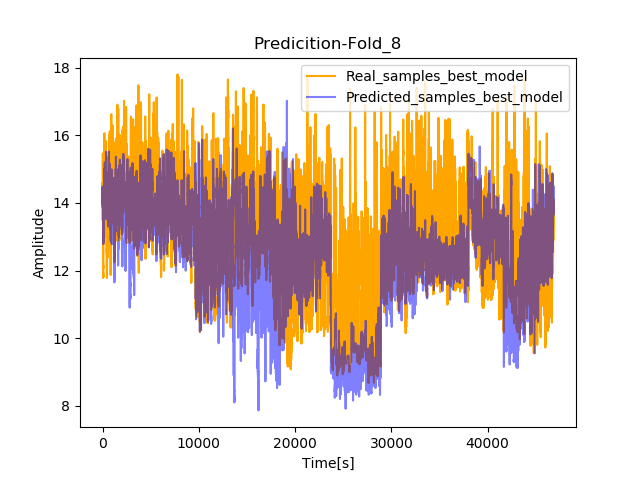 Predicition-Fold_8
Real_samples_best_model
Predicted_samples_best_model
18
16
14
12
10
8
Amplitude
0
10000
20000
30000
40000
Time[s]